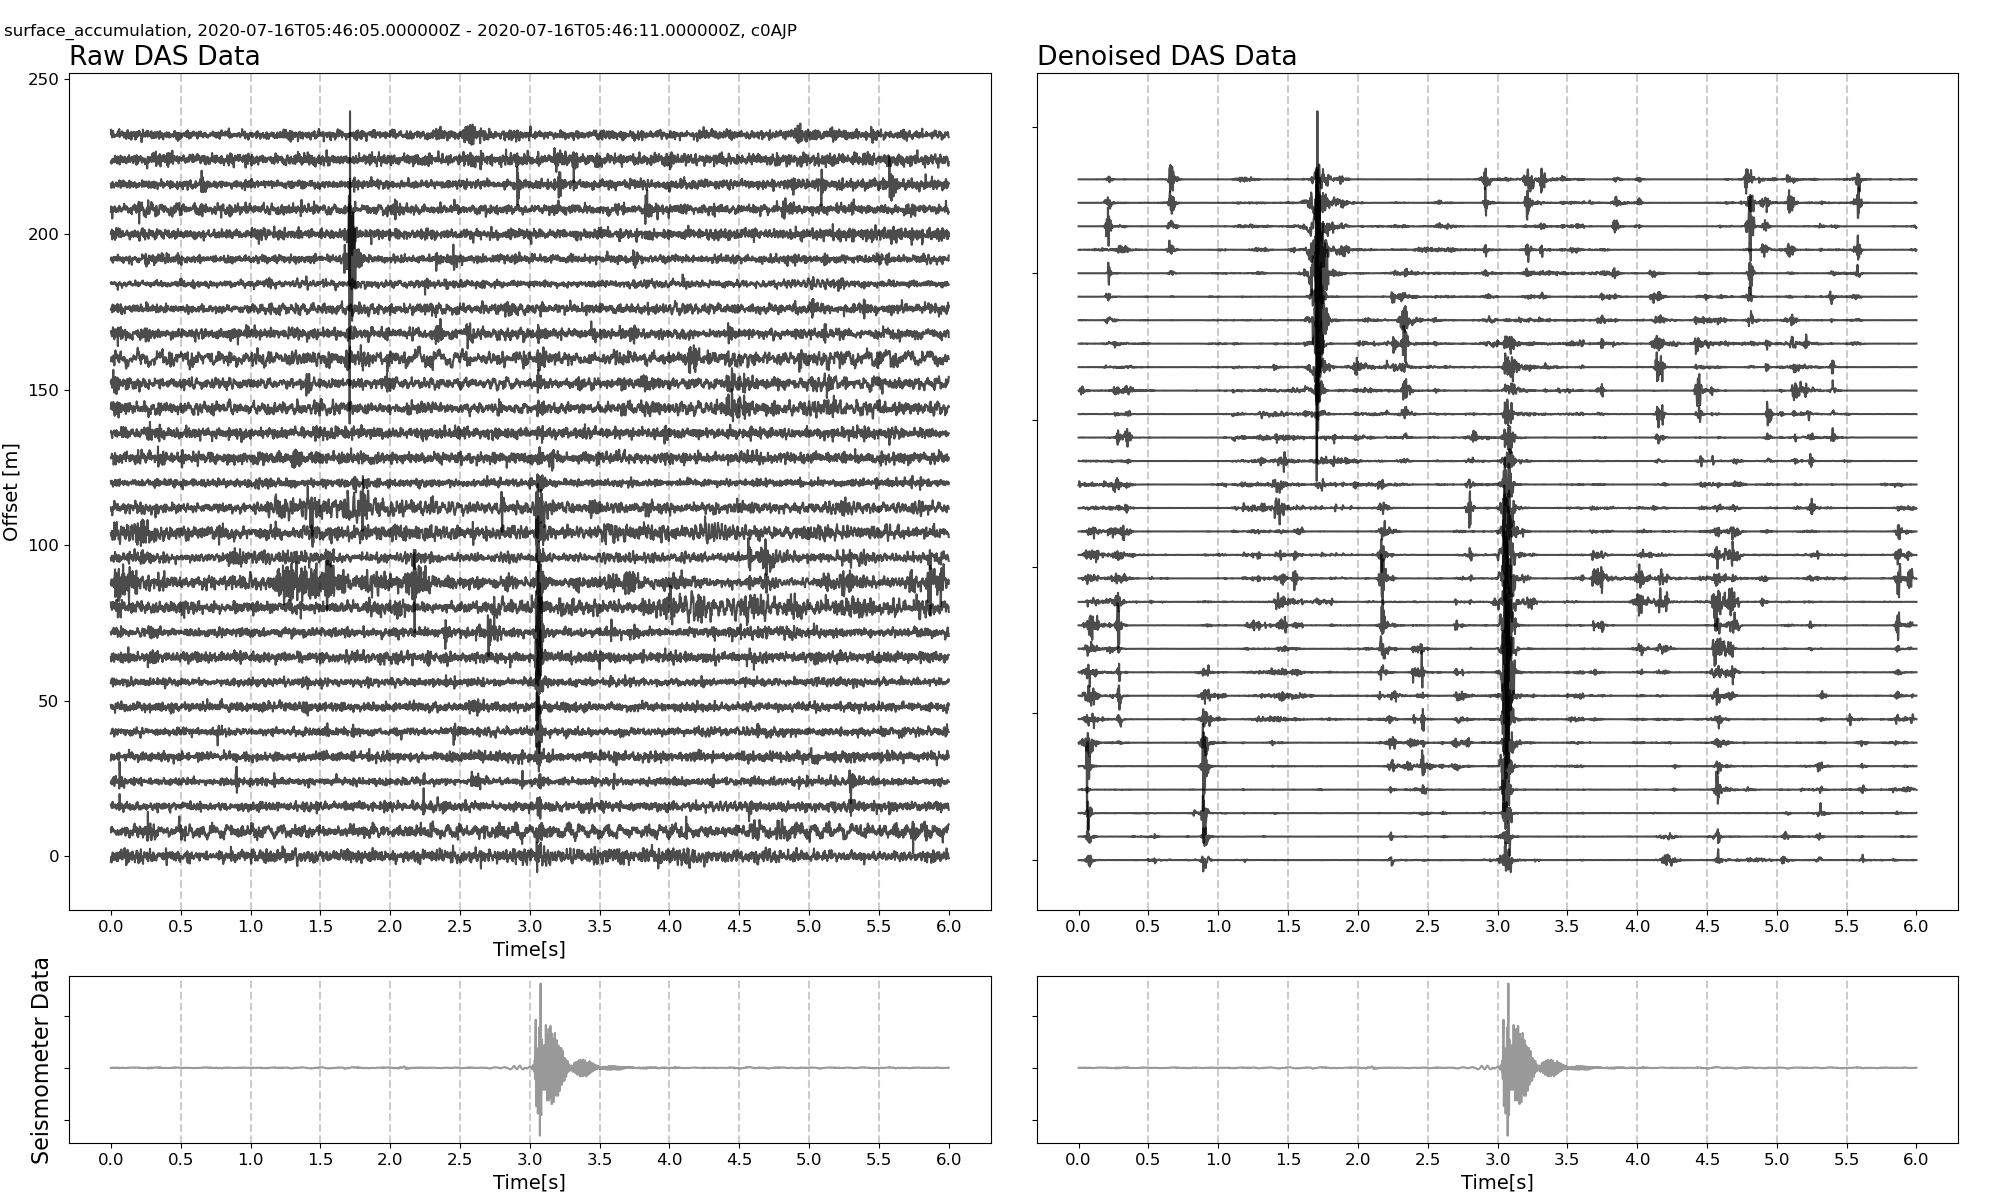 surface_accumulation, 2020-07-16T05:46:05.000000Z - 2020-07-16T05:46:11.000000Z, c0AJP
Raw DAS Data
Denoised DAS Data
Offset [m]
250
200
150
100
50
0
0.0 0.5 1.0 1.5 2.0 2.5 3.0 3.5 4.0 4.5 5.0 5.5 6.0
Time[s]
0.0 0.5 1.0 1.5 2.0 2.5 3.0 3.5 4.0 4.5 5.0 5.5 6.0
Seismometer Data
0.0 0.5 1.0 1.5 2.0 2.5 3.0 3.5 4.0 4.5 5.0 5.5 6.0
Time[s]
0.0 0.5 1.0 1.5 2.0 2.5 3.0 3.5 4.0 4.5 5.0 5.5 6.0
Time[s]